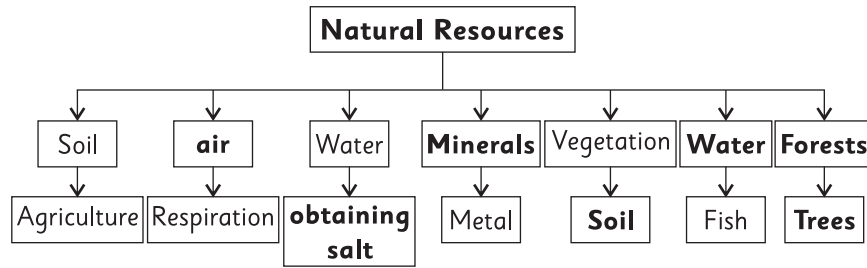 Natural Resources
Soil
air
Water
Minerals
Vegetation
Water
Forests
Agriculture
Respiration
obtaining
salt
Metal
Soil
Fish
Trees